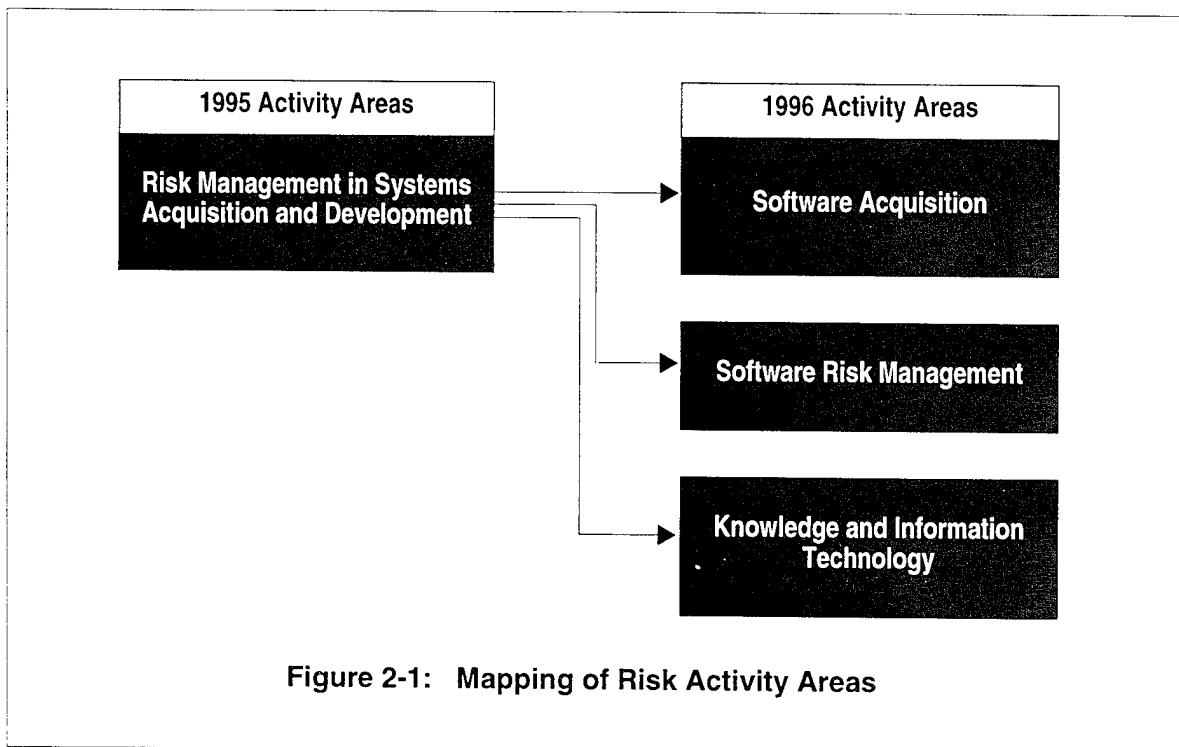 1995 Activity Areas
Risk Management in Systems
Acquisition and Development
1996 Activity Areas
Software Acquisition
Software Risk Management
Knowledge and Information
Technology
Figure 2-1: Mapping of Risk Activity Areas